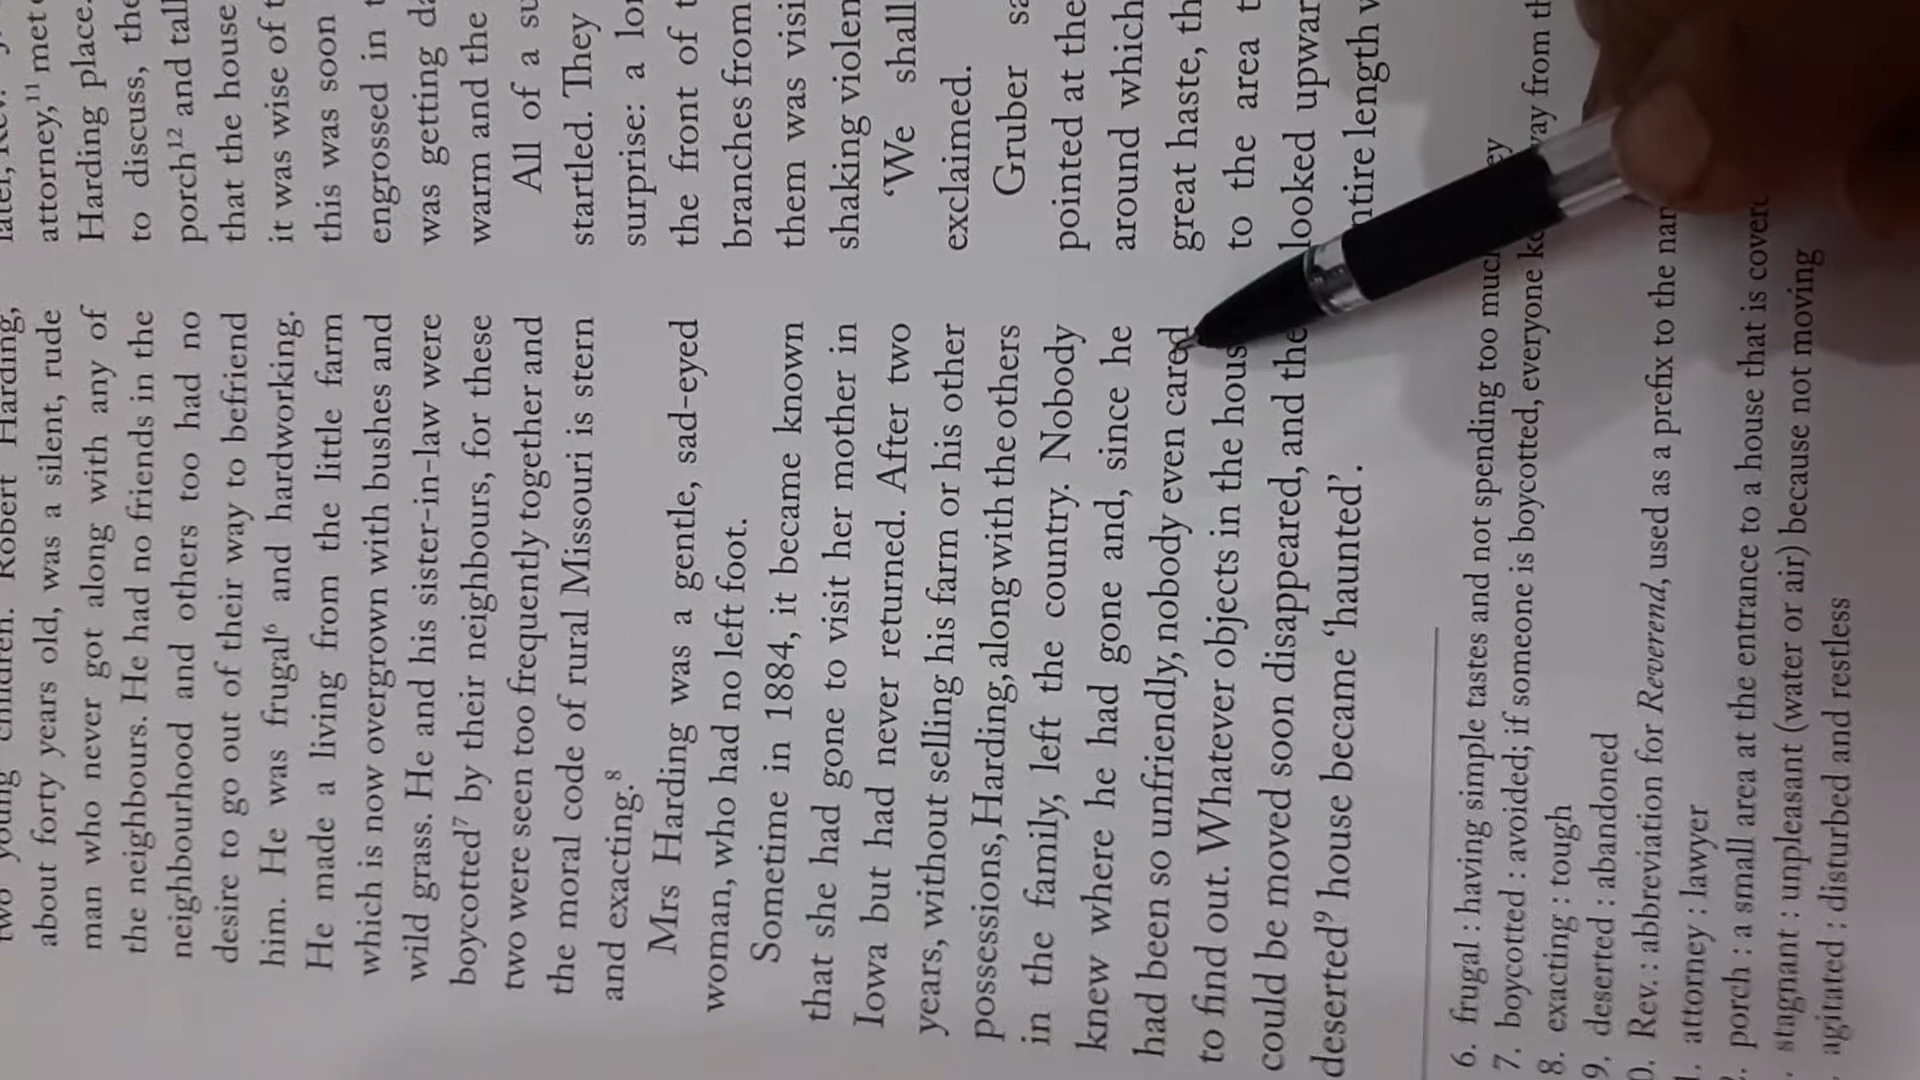 two young children. Robert Harding,
about forty years old, was a silent, rude
man who never got along with any of
the neighbours. He had no friends in the
neighbourhood and others too had no
desire to go out of their way to befriend
him. He was frugal⁶ and hardworking.
He made a living from the little farm
which is now overgrown with bushes and
wild grass. He and his sister-in-law were
boycotted⁷ by their neighbours, for these
two were seen too frequently together and
the moral code of rural Missouri is stern
and exacting.⁸
Mrs Harding was a gentle, sad-eyed
woman, who had no left foot.
Sometime in 1884, it became known
that she had gone to visit her mother in
Iowa but had never returned. After two
years, without selling his farm or his other
possessions, Harding, along with the others
in the family, left the country. Nobody
knew where he had gone and, since he
had been so unfriendly, nobody even cared
to find out. Whatever objects in the hous
could be moved soon disappeared, and the
deserted⁹ house became ‘haunted’.
6. frugal : having simple tastes and not spending too much
7. boycotted : avoided; if someone is boycotted, everyone
8. exacting : tough
9. deserted : abandoned
0. Rev. : abbreviation for Reverend, used as a prefix to the
1. attorney : lawyer
2. porch : a small area at the entrance to a house that is
stagnant : unpleasant (water or air) because not moving
agitated : disturbed and restless
attorney,¹¹ met
Harding place.
to discuss, the
porch¹² and
that the house
it was wise of
this was soon
engrossed in
was getting
warm and the
All of a
startled. They
surprise: a
the front of
branches from
them was
shaking
‘We shall
exclaimed.
Gruber
pointed at the
around which
great haste,
to the area
looked
ntire length